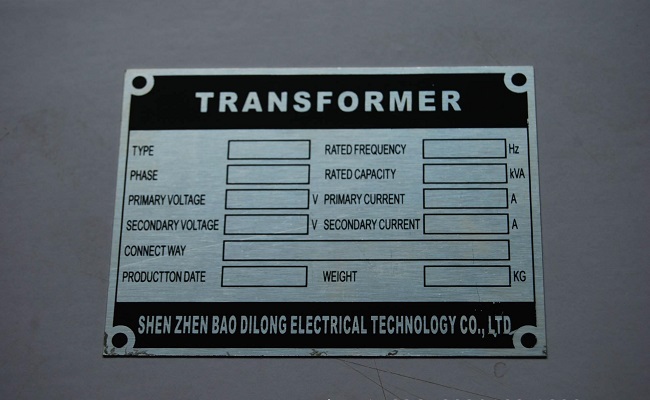 TRANSFORMER
TYPE RATED FREQUENCY Hz
PHASE RATED CAPACITY kVA
PRIMARY VOLTAGE V PRIMARY CURRENT A
SECONDARY VOLTAGE V SECONDARY CURRENT A
CONNECT WAY
PRODUCTTON DATE WEIGHT KG
SHEN ZHEN BAO DILONG ELECTRICAL TECHNOLOGY CO., LTD